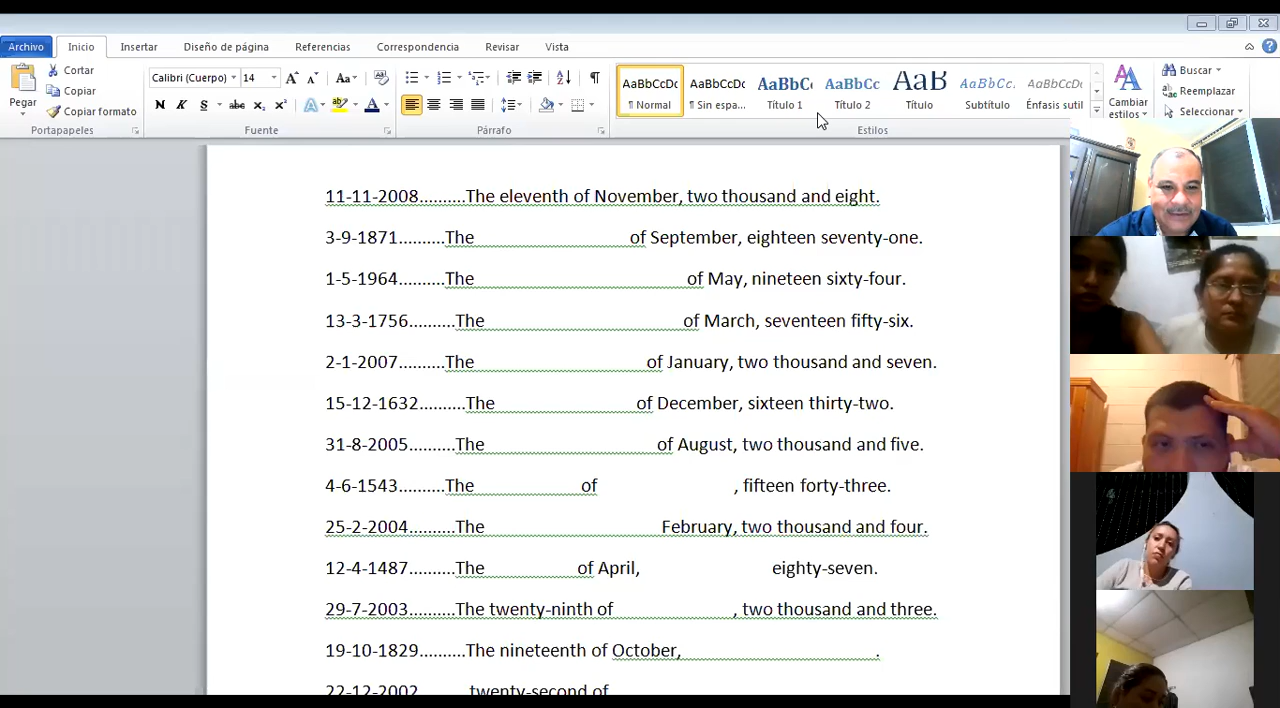 Archivo Inicio Insertar Diseño de página Referencias Correspondencia Revisar Vista
Pegar
Cortar
Copiar
Copiar formato
Portapapeles
Calibri (Cuerpo) 14
Fuente
Párrafo
AaBbCcDc AaBbCcDc AaBbC AaBbCc AaB AaBbCc. AaBbCcDc
¶ Normal ¶ Sin espa... Título 1 Título 2 Título Subtítulo Énfasis sutil
Estilos
Cambiar
estilos
Buscar
Reemplazar
Seleccionar
11-11-2008..........The eleventh of November, two thousand and eight.
3-9-1871..........The of September, eighteen seventy-one.
1-5-1964..........The of May, nineteen sixty-four.
13-3-1756..........The of March, seventeen fifty-six.
2-1-2007..........The of January, two thousand and seven.
15-12-1632..........The of December, sixteen thirty-two.
31-8-2005..........The of August, two thousand and five.
4-6-1543..........The of , fifteen forty-three.
25-2-2004..........The February, two thousand and four.
12-4-1487..........The of April, eighty-seven.
29-7-2003..........The twenty-ninth of , two thousand and three.
19-10-1829..........The nineteenth of October, .
22-12-2002 twenty-second of